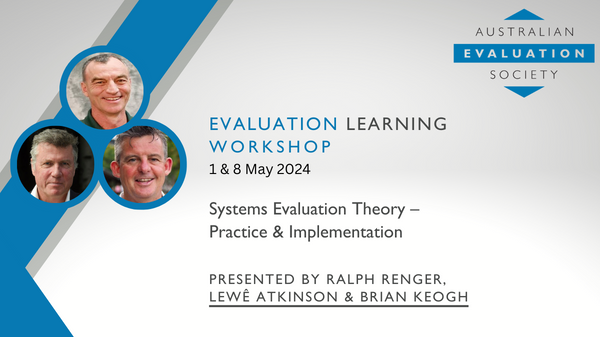 AUSTRALIAN
EVALUATION
SOCIETY
EVALUATION LEARNING
WORKSHOP
1 & 8 May 2024
Systems Evaluation Theory –
Practice & Implementation
PRESENTED BY RALPH RENGER,
LEWÊ ATKINSON & BRIAN KEOGH